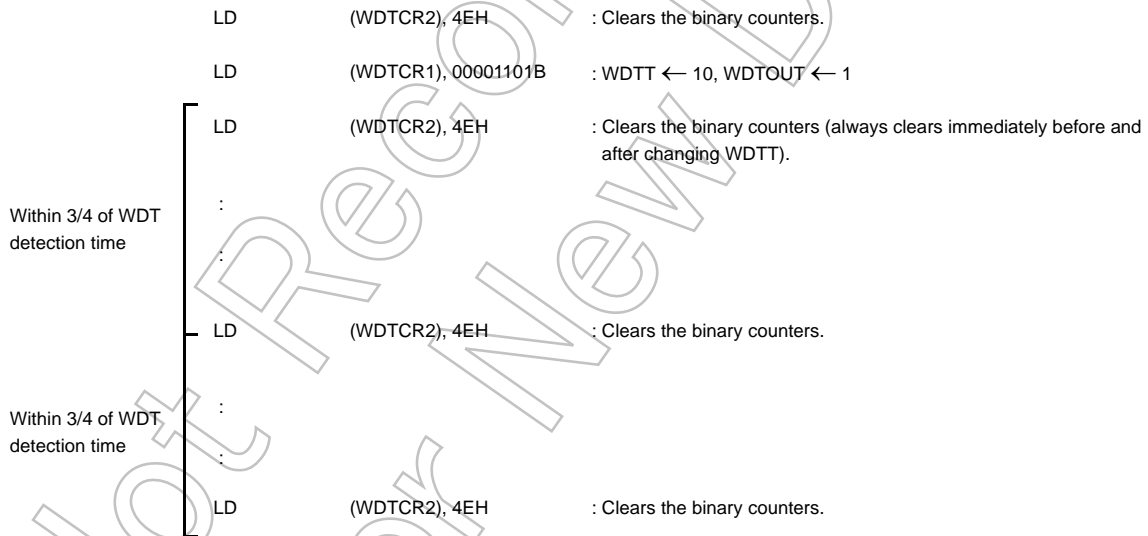 LD (WDTCR2), 4EH : Clears the binary counters.
LD (WDTCR1), 00001101B : WDTT ← 10, WDTOUT ← 1
LD (WDTCR2), 4EH : Clears the binary counters (always clears immediately before and
after changing WDTT).
:
Within 3/4 of WDT
detection time
:
LD (WDTCR2), 4EH : Clears the binary counters.
:
Within 3/4 of WDT
detection time
:
LD (WDTCR2), 4EH : Clears the binary counters.